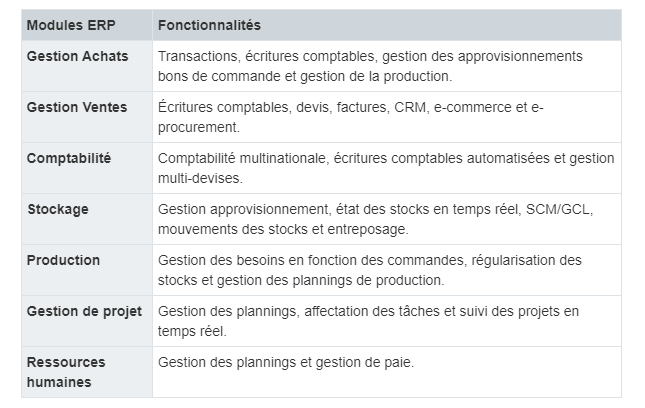 Modules ERP Fonctionnalités
Gestion Achats Transactions, écritures comptables, gestion des approvisionnements
bons de commande et gestion de la production.
Gestion Ventes Écritures comptables, devis, factures, CRM, e-commerce et e-
procurement.
Comptabilité Comptabilité multinationale, écritures comptables automatisées et gestion
multi-devises.
Stockage Gestion approvisionnement, état des stocks en temps réel, SCM/GCL,
mouvements des stocks et entreposage.
Production Gestion des besoins en fonction des commandes, régularisation des
stocks et gestion des plannings de production.
Gestion de projet Gestion des plannings, affectation des tâches et suivi des projets en
temps réel.
Ressources Gestion des plannings et gestion de paie.
humaines